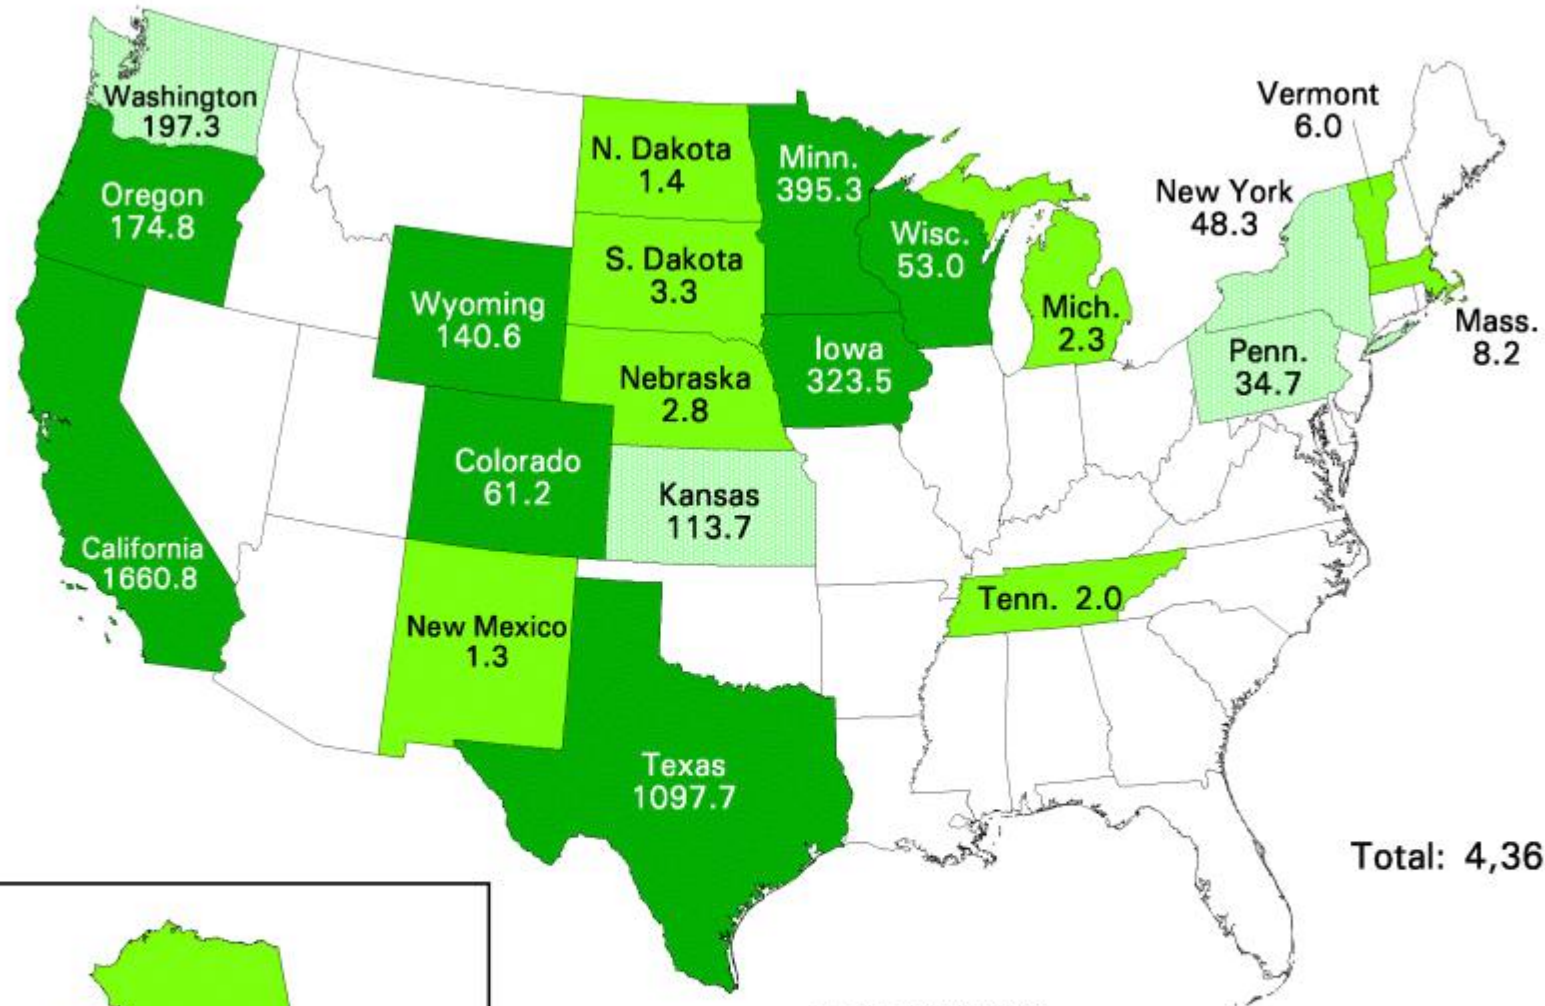 Washington
197.3
Oregon
174.8
California
1660.8
Wyoming
140.6
Colorado
61.2
New Mexico
1.3
N. Dakota
1.4
S. Dakota
3.3
Nebraska
2.8
Kansas
113.7
Texas
1097.7
Minn.
395.3
Iowa
323.5
Wisc.
53.0
Mich.
2.3
Tenn. 2.0
Vermont
6.0
New York
48.3
Penn.
34.7
Mass.
8.2
Total: 4,36